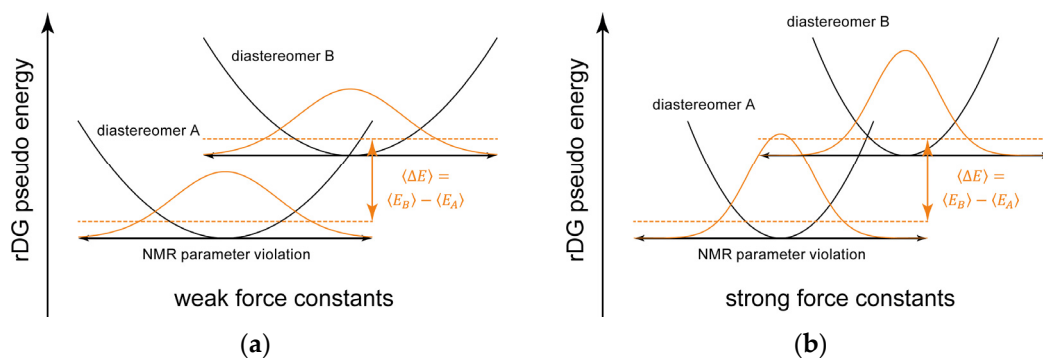 rDG pseudo energy
diastereomer B
diastereomer A
⟨ΔE⟩ =
⟨E_B⟩ − ⟨E_A⟩
NMR parameter violation
weak force constants
(a)
rDG pseudo energy
diastereomer B
diastereomer A
⟨ΔE⟩ =
⟨E_B⟩ − ⟨E_A⟩
NMR parameter violation
strong force constants
(b)